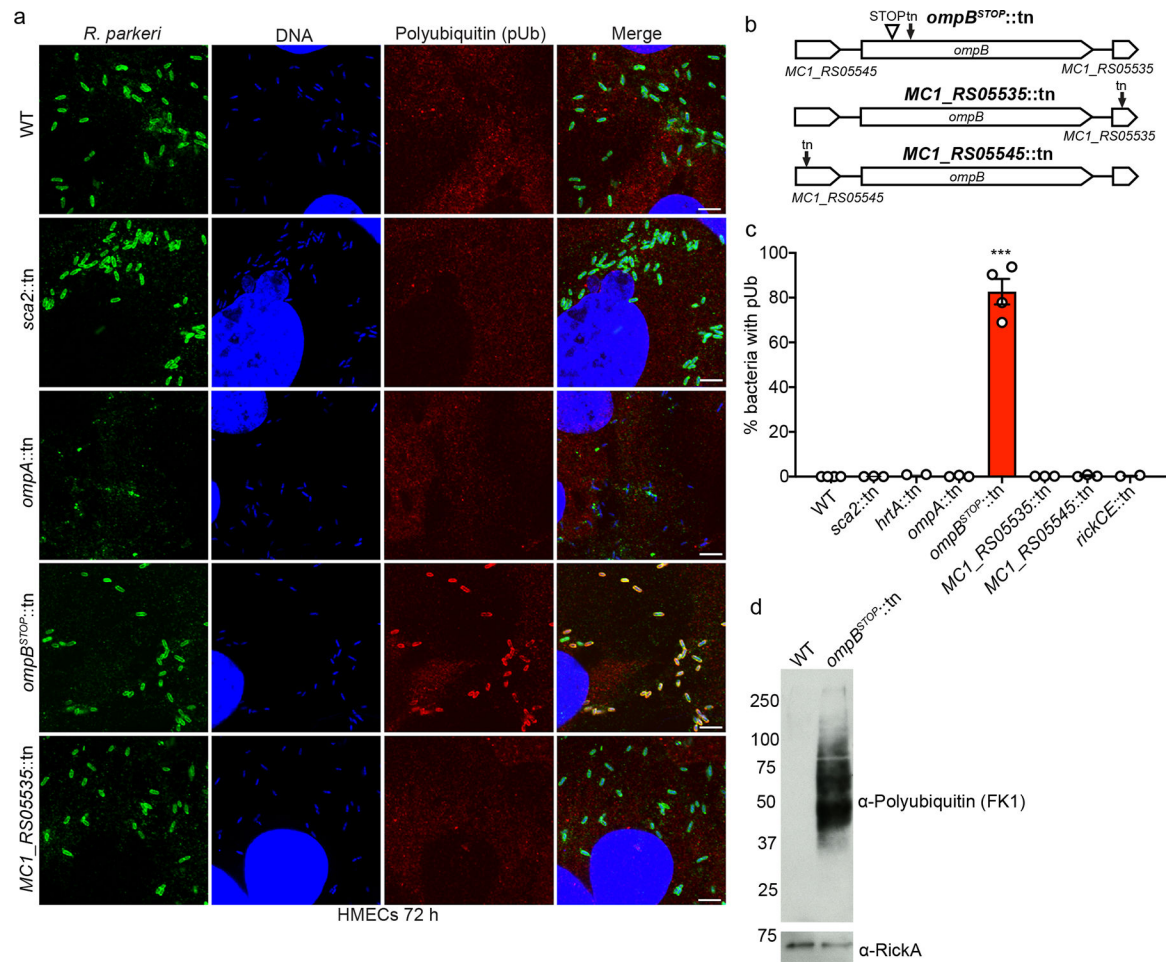 a
R. parkeri
DNA
Polyubiquitin (pUb)
Merge
WT
sca2::tn
ompA::tn
ompBSTOP::tn
MC1_RS05535::tn
HMECs 72 h
b
ompBSTOP::tn
STOP tn
ompB
MC1_RS05545
MC1_RS05535
MC1_RS05535::tn
tn
ompB
MC1_RS05535
MC1_RS05545::tn
tn
ompB
MC1_RS05545
c
% bacteria with pUb
100
80
60
40
20
0
***
WT
sca2::tn
hrtA::tn
ompA::tn
ompBSTOP::tn
MC1_RS05535::tn
MC1_RS05545::tn
rickCE::tn
d
WT
ompBSTOP::tn
250
100
75
50
37
25
α-Polyubiquitin (FK1)
75
α-RickA